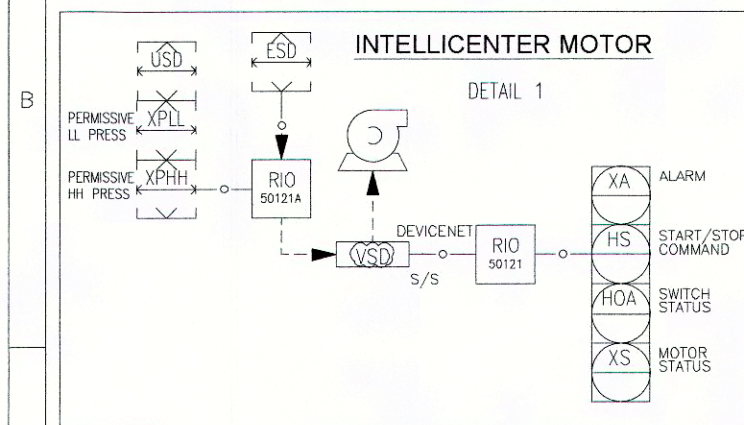 INTELLICENTER MOTOR
DETAIL 1
B
USD
ESD
PERMISSIVE
LL PRESS
XPLL
PERMISSIVE
HH PRESS
XPHH
RIO
50121A
VSD
DEVICENET
S/S
RIO
50121
XA
ALARM
HS
START/STOP
COMMAND
HOA
SWITCH
STATUS
XS
MOTOR
STATUS